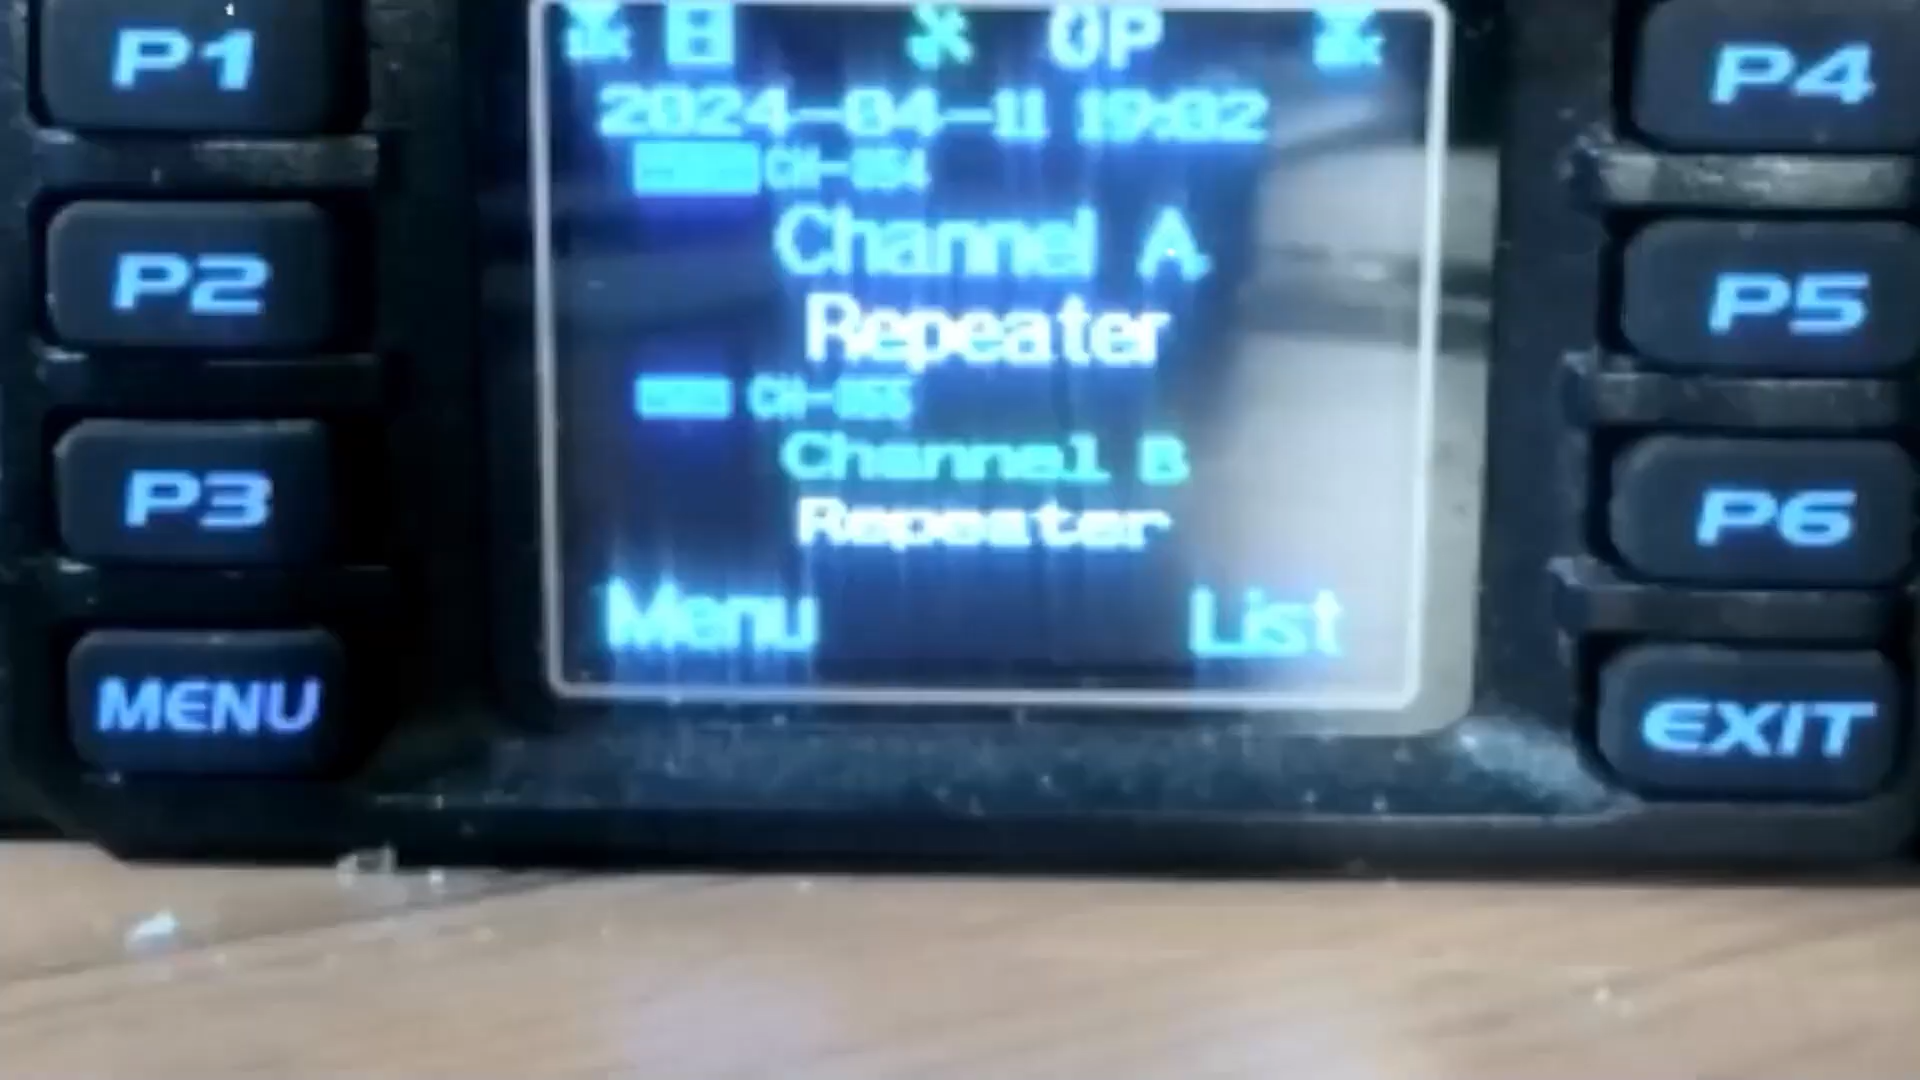 P1
OP
P4
2024-04-11 19:02
CH-054
Channel A
P2
Repeater
P5
CH-055
Channel B
P3
Repeater
P6
Menu
List
MENU
EXIT